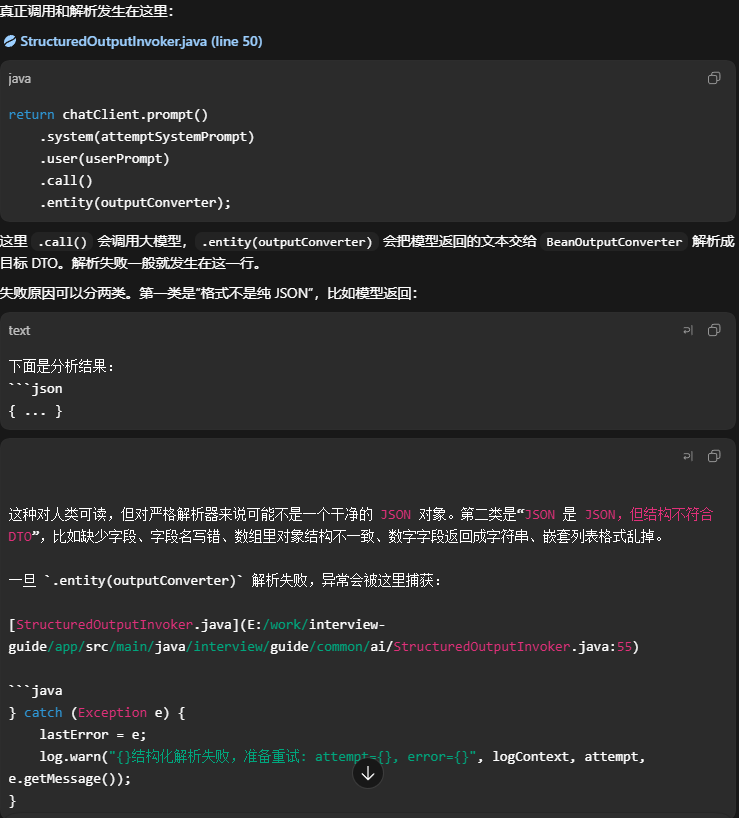 真正调用和解析发生在这里：
StructuredOutputInvoker.java (line 50)
java
return chatClient.prompt()
    .system(attemptSystemPrompt)
    .user(userPrompt)
    .call()
    .entity(outputConverter);
这里 .call() 会调用大模型，.entity(outputConverter) 会把模型返回的文本交给 BeanOutputConverter 解析成
目标 DTO。解析失败一般就发生在这一行。
失败原因可以分两类。第一类是“格式不是纯 JSON”，比如模型返回：
text
下面是分析结果：
```json
{ ... }
这种对人类可读，但对严格解析器来说可能不是一个干净的 JSON 对象。第二类是“JSON 是 JSON，但结构不符合
DTO”，比如缺少字段、字段名写错、数组里对象结构不一致、数字字段返回成字符串、嵌套列表格式乱掉。
一旦 `.entity(outputConverter)` 解析失败，异常会被这里捕获：
[StructuredOutputInvoker.java](E:/work/interview-
guide/app/src/main/java/interview/guide/common/ai/StructuredOutputInvoker.java:55)
```java
} catch (Exception e) {
    lastError = e;
    log.warn("{}结构化解析失败，准备重试: attempt={}, error={}", logContext, attempt,
e.getMessage());
}